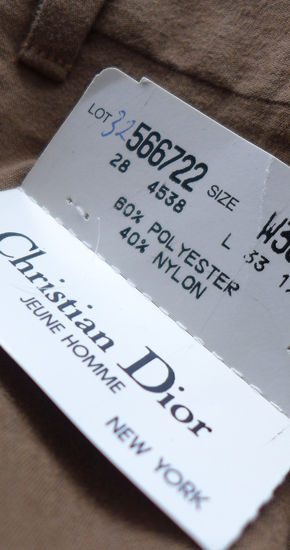 LOT 32 566722 SIZE
28 4538
60% POLYESTER L 33
40% NYLON
Christian Dior
JEUNE HOMME
NEW YORK